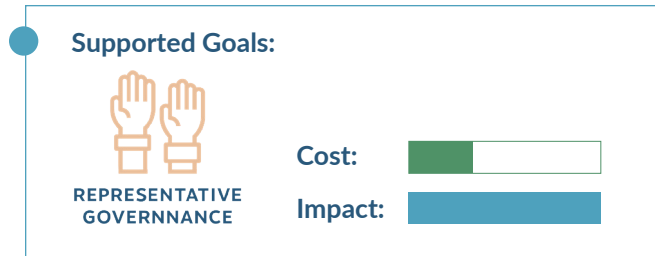 Supported Goals:
REPRESENTATIVE
GOVERNNANCE
Cost:
Impact: